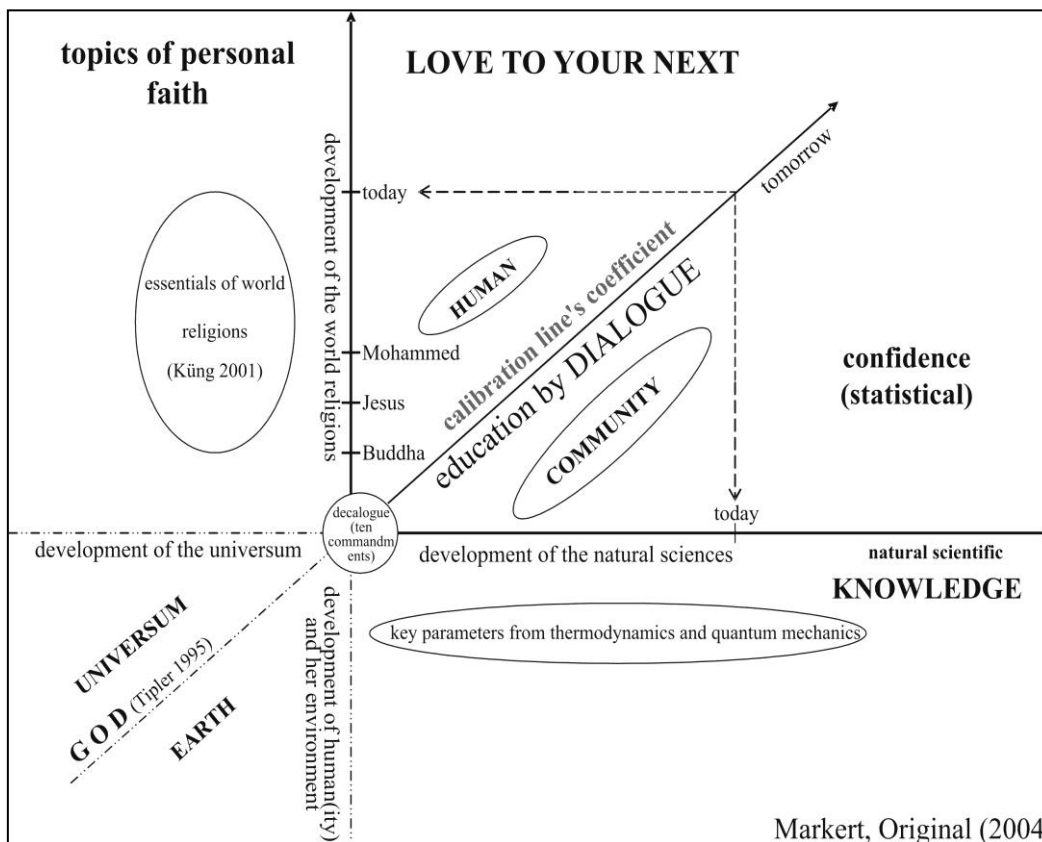 topics of personal
faith
LOVE TO YOUR NEXT
development of the world religions
today
Mohammed
Jesus
Buddha
essentials of world
religions
(Küng 2001)
HUMAN
calibration line's coefficient
education by DIALOGUE
COMMUNITY
tomorrow
confidence
(statistical)
today
decalogue
(ten
commandm
ents)
development of the universum
development of the natural sciences
natural scientific
KNOWLEDGE
key parameters from thermodynamics and quantum mechanics
UNIVERSUM
G O D (Tipler 1995)
EARTH
development of human(ity)
and her environment
Markert, Original (2004